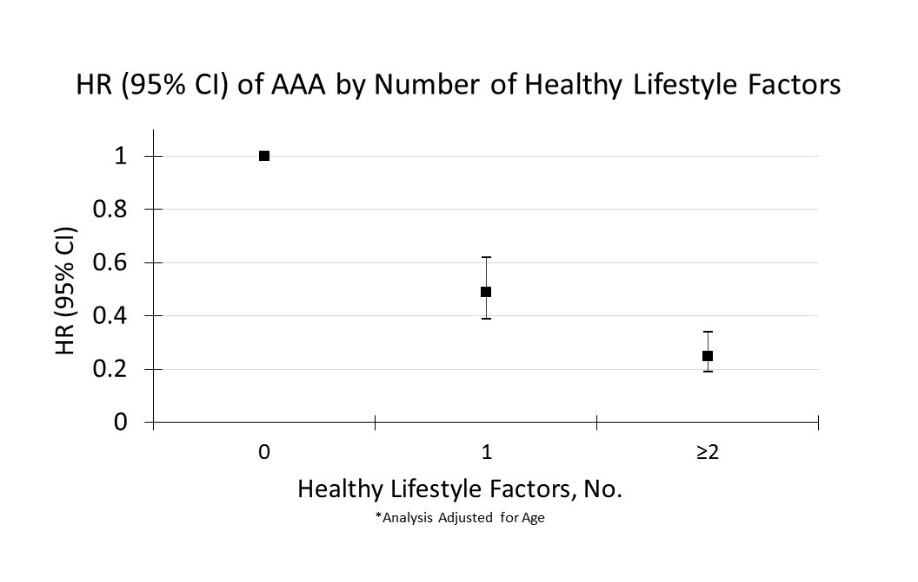 HR (95% CI) of AAA by Number of Healthy Lifestyle Factors
HR (95% CI)
1
0.8
0.6
0.4
0.2
0
0 1 ≥2
Healthy Lifestyle Factors, No.
*Analysis Adjusted for Age